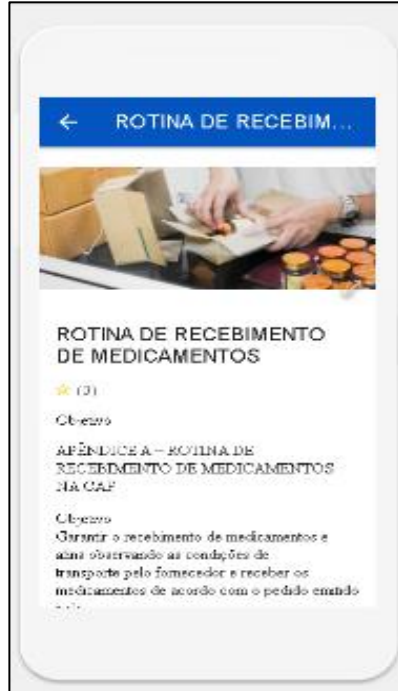 ROTINA DE RECEBIM...
ROTINA DE RECEBIMENTO
DE MEDICAMENTOS
Objetivo
APÊNDICE A – ROTINA DE
RECEBIMENTO DE MEDICAMENTOS
NA CAF
Objetivo
Garantir o recebimento de medicamentos e
afins observando as condições de
transporte pelo fornecedor e receber os
medicamentos de acordo com o pedido emitido